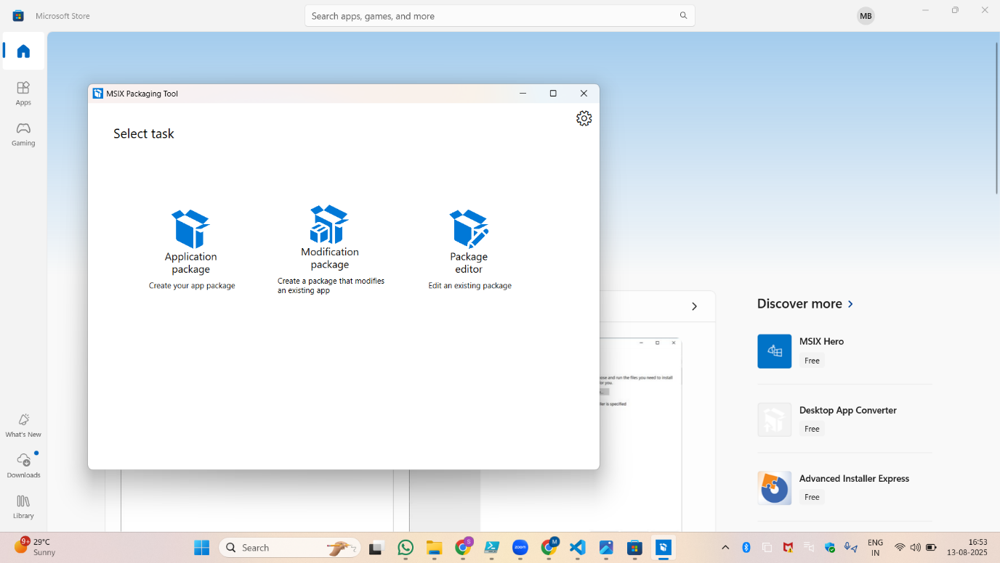 Microsoft Store
Search apps, games, and more
MB
Apps
Gaming
What's New
Downloads
Library
MSIX Packaging Tool
Select task
Application
package
Create your app package
Modification
package
Create a package that modifies
an existing app
Package
editor
Edit an existing package
ose and run the files you need to install
or you.
ler is specified
Discover more
MSIX Hero
Free
Desktop App Converter
Free
Advanced Installer Express
Free
9+
29°C
Sunny
Search
S
zoom
M
ENG
IN
16:53
13-08-2025